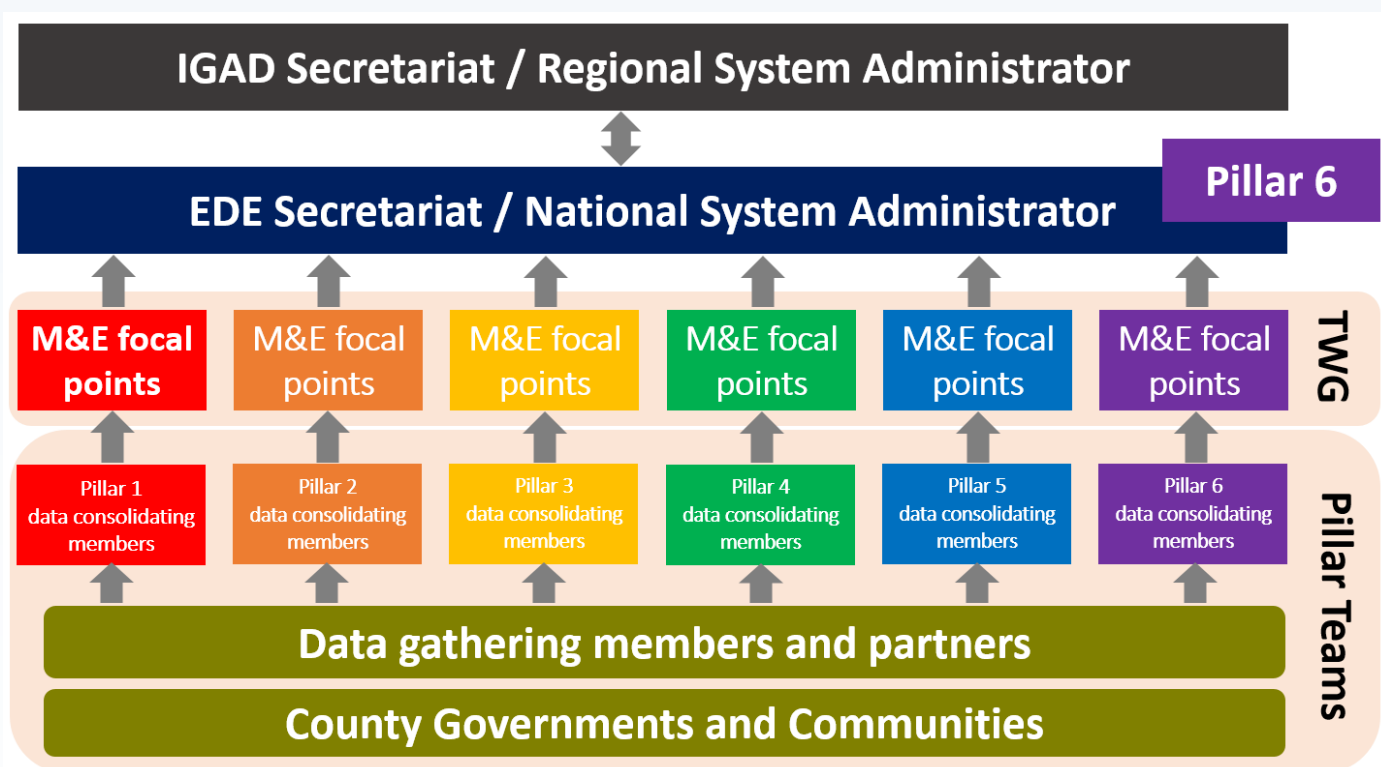 IGAD Secretariat / Regional System Administrator
Pillar 6
EDE Secretariat / National System Administrator
M&E focal
points
M&E focal
points
M&E focal
points
M&E focal
points
M&E focal
points
M&E focal
points
TWG
Pillar 1
data consolidating
members
Pillar 2
data consolidating
members
Pillar 3
data consolidating
members
Pillar 4
data consolidating
members
Pillar 5
data consolidating
members
Pillar 6
data consolidating
members
Pillar Teams
Data gathering members and partners
County Governments and Communities